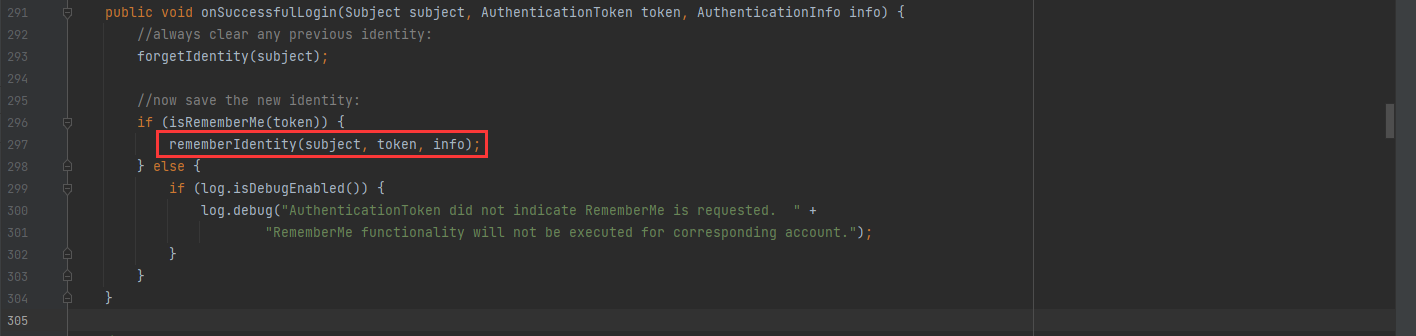 291 public void onSuccessfulLogin(Subject subject, AuthenticationToken token, AuthenticationInfo info) {
292 //always clear any previous identity:
293 forgetIdentity(subject);
294
295 //now save the new identity:
296 if (isRememberMe(token)) {
297 rememberIdentity(subject, token, info);
298 } else {
299 if (log.isDebugEnabled()) {
300 log.debug("AuthenticationToken did not indicate RememberMe is requested.  " +
301 "RememberMe functionality will not be executed for corresponding account.");
302 }
303 }
304 }
305